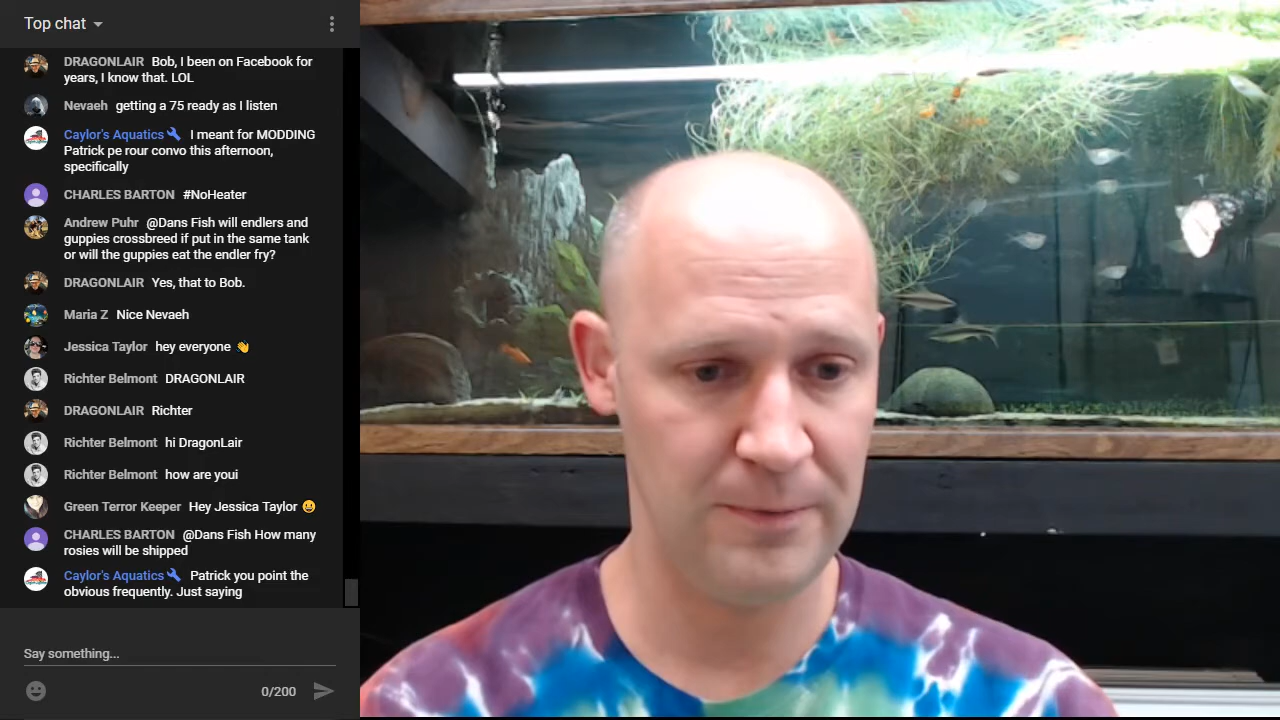 Top chat
DRAGONLAIR Bob, I been on Facebook for
years, I know that. LOL
Nevaeh getting a 75 ready as I listen
Caylor's Aquatics I meant for MODDING
Patrick pe rour convo this afternoon,
specifically
CHARLES BARTON #NoHeater
Andrew Puhr @Dans Fish will endlers and
guppies crossbreed if put in the same tank
or will the guppies eat the endler fry?
DRAGONLAIR Yes, that to Bob.
Maria Z Nice Nevaeh
Jessica Taylor hey everyone 👋
Richter Belmont DRAGONLAIR
DRAGONLAIR Richter
Richter Belmont hi DragonLair
Richter Belmont how are youi
Green Terror Keeper Hey Jessica Taylor 😀
CHARLES BARTON @Dans Fish How many
rosies will be shipped
Caylor's Aquatics Patrick you point the
obvious frequently. Just saying
Say something...
0/200